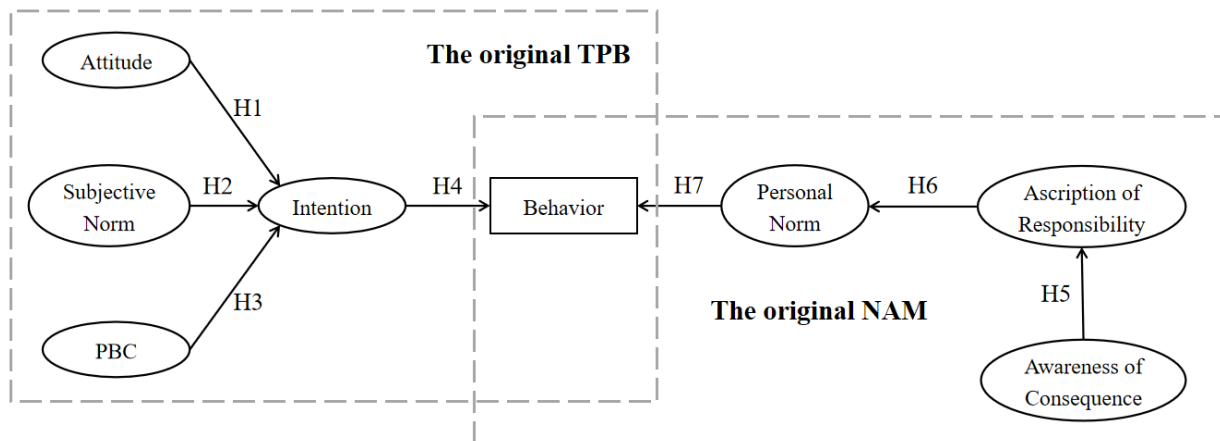 The original TPB
Attitude
H1
Subjective
Norm
H2
Intention
H4
Behavior
H7
Personal
Norm
H6
Ascription of
Responsibility
H3
PBC
H5
The original NAM
Awareness of
Consequence